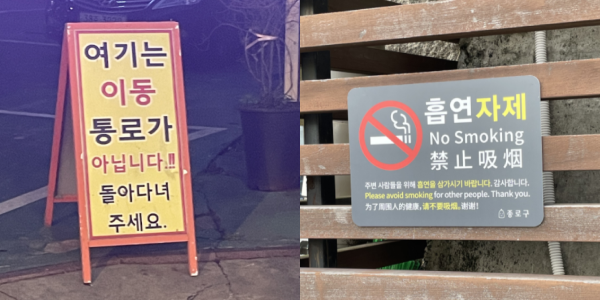 여기는
이동
통로가
아닙니다.!!
돌아다녀
주세요.
흡연자제
No Smoking
禁止吸烟
주변 사람들을 위해 흡연을 삼가시기 바랍니다. 감사합니다.
Please avoid smoking for other people. Thank you.
为了周围人的健康, 请不要吸烟, 谢谢!
종로구